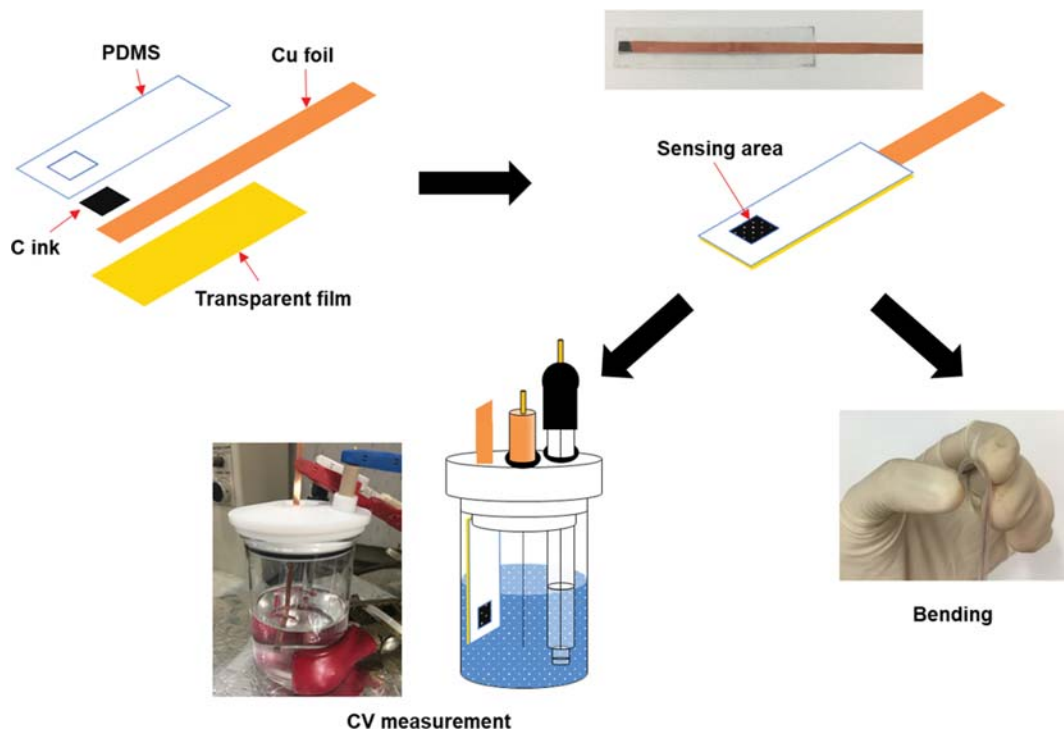 PDMS
Cu foil
C ink
Transparent film
Sensing area
Bending
CV measurement